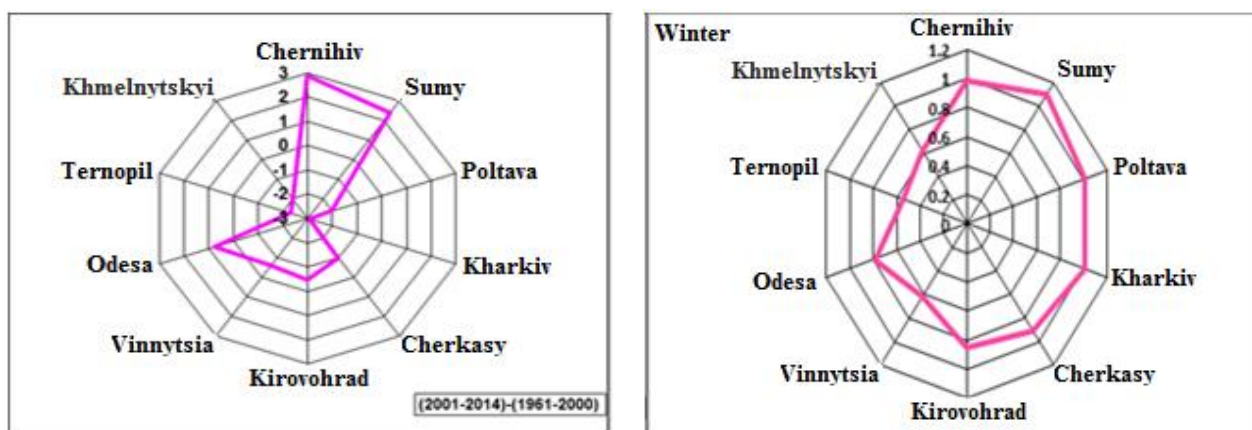 Chernihiv
3
Khmelnytskyi
2
Sumy
1
0
Ternopil
-1
Poltava
-2
-3
Odesa
Kharkiv
Vinnytsia
Cherkasy
Kirovohrad
(2001-2014)-(1961-2000)
Winter
Chernihiv
1.2
Khmelnytskyi
1
Sumy
0.8
0.6
Ternopil
0.4
Poltava
0.2
0
Odesa
Kharkiv
Vinnytsia
Cherkasy
Kirovohrad